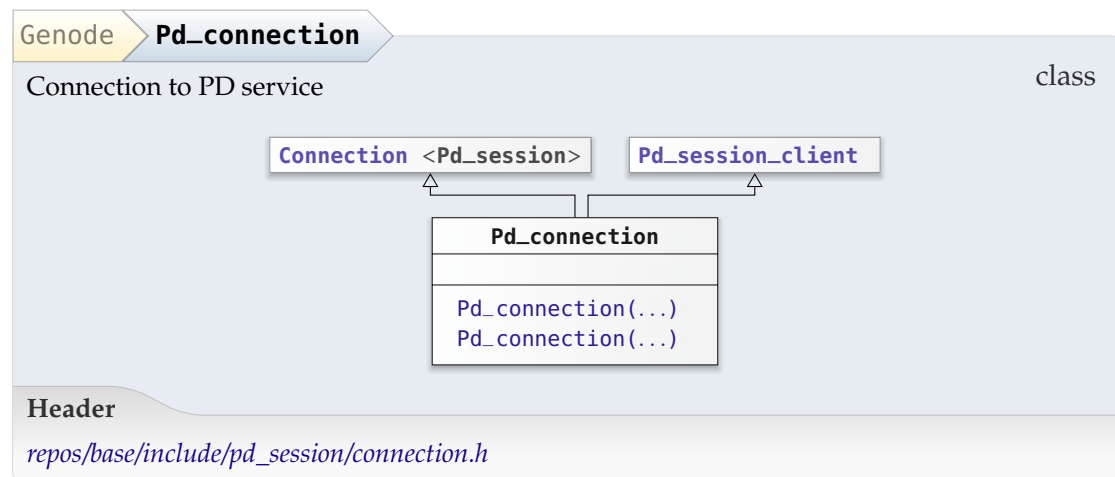 Genode Pd_connection
Connection to PD service
class
Connection <Pd_session>
Pd_session_client
Pd_connection
Pd_connection(...)
Pd_connection(...)
Header
repos/base/include/pd_session/connection.h